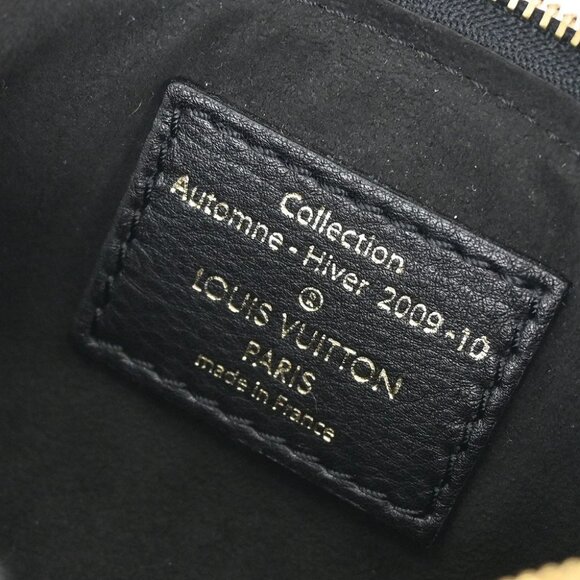 Collection
Automne - Hiver 2009-10
®
LOUIS VUITTON
PARIS
made in France